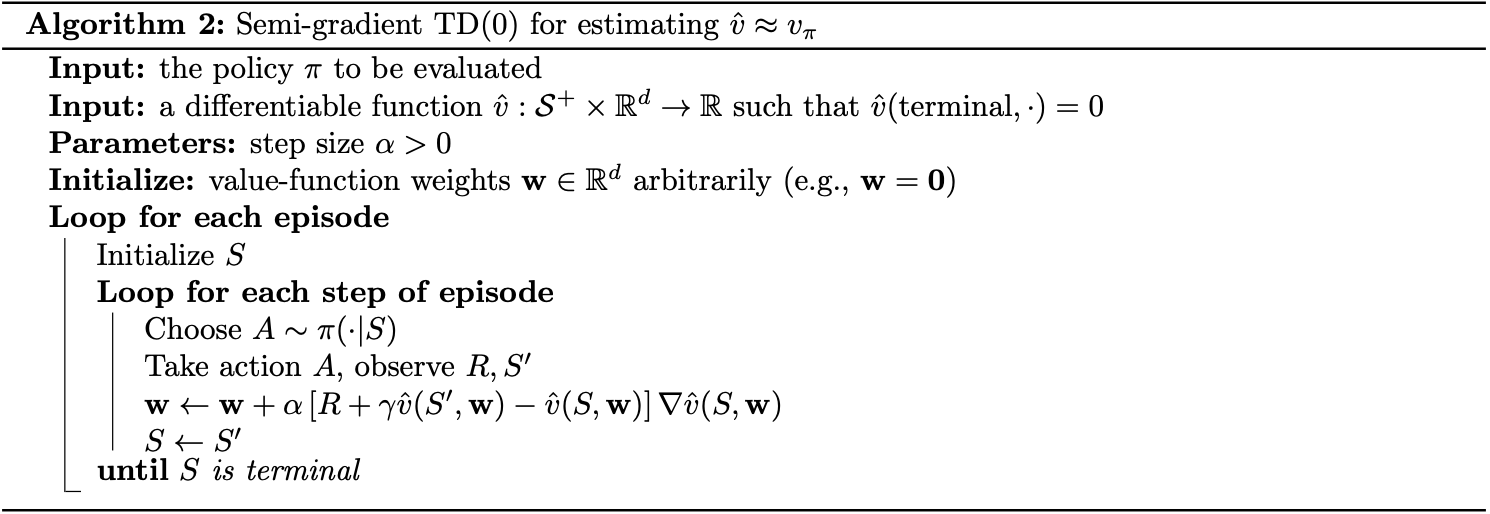 Algorithm 2: Semi-gradient TD(0) for estimating v̂ ≈ v_π
Input: the policy π to be evaluated
Input: a differentiable function v̂ : 𝒮⁺ × ℝᵈ → ℝ such that v̂(terminal, ·) = 0
Parameters: step size α > 0
Initialize: value-function weights w ∈ ℝᵈ arbitrarily (e.g., w = 0)
Loop for each episode
Initialize S
Loop for each step of episode
Choose A ∼ π(·|S)
Take action A, observe R, S′
w ← w + α [R + γv̂(S′, w) − v̂(S, w)] ∇v̂(S, w)
S ← S′
until S is terminal